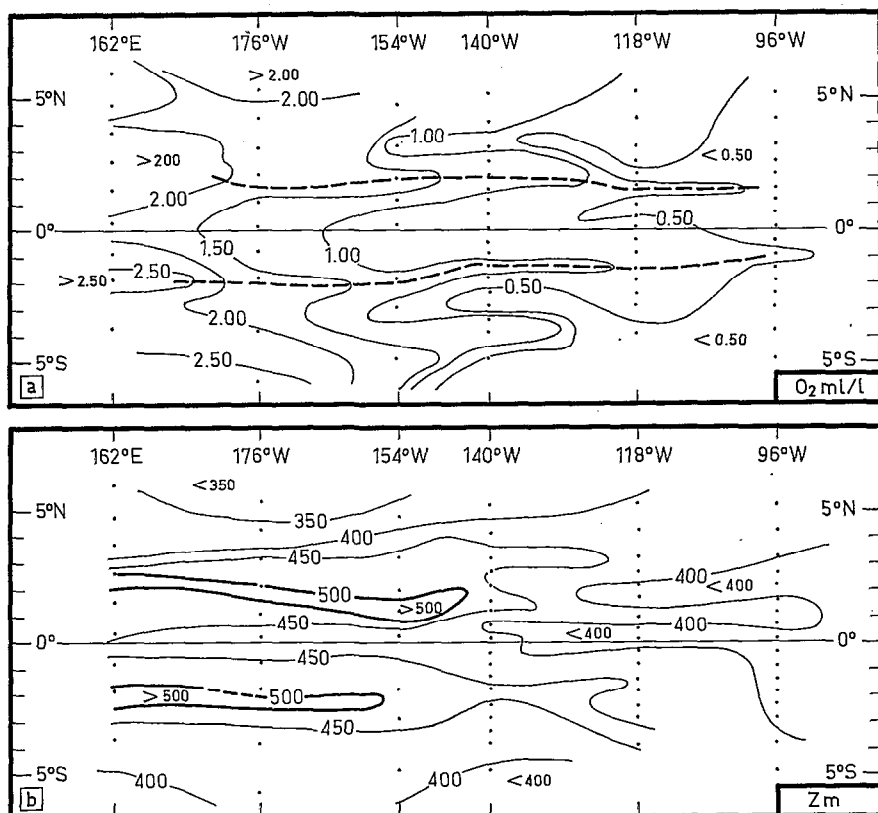 162°E 176°W 154°W 140°W 118°W 96°W
>2.00
5°N 2.00 5°N
1.00
>200 <0.50
2.00
0° 0.50 0°
1.50 1.00
>2.50 2.50 0.50
2.00
<0.50
5°S 2.50 5°S
a O₂ ml/l
162°E 176°W 154°W 140°W 118°W 96°W
<350
5°N 350 5°N
400
450
400 <400
500 >500
450 400
0° <400 0°
450
>500 500
450
5°S 400 400 <400 5°S
b Zm